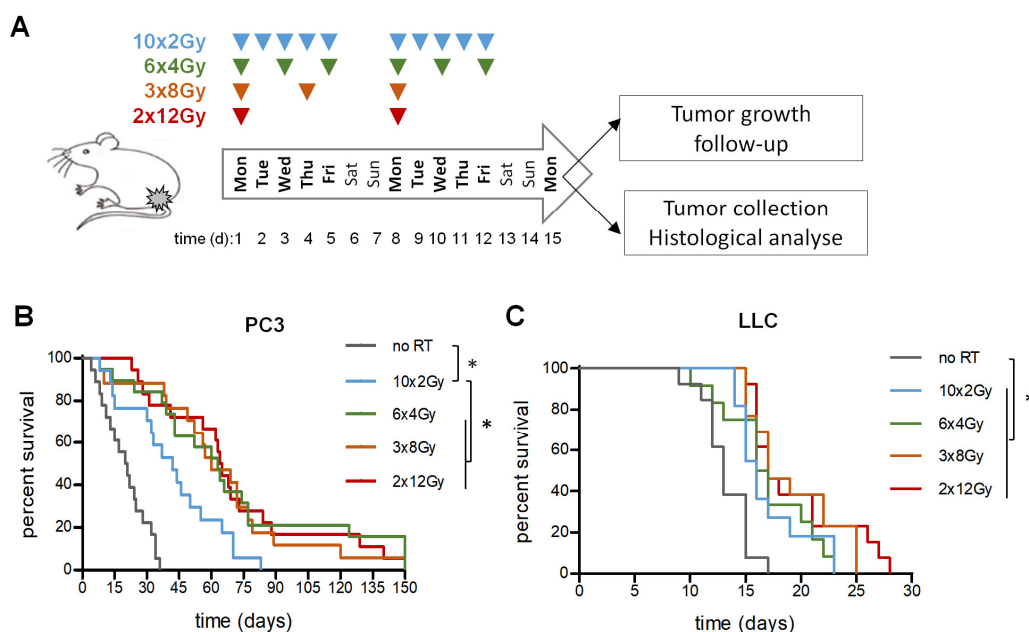 A
10x2Gy
6x4Gy
3x8Gy
2x12Gy
Mon Tue Wed Thu Fri Sat Sun Mon Tue Wed Thu Fri Sat Sun Mon
time (d):1 2 3 4 5 6 7 8 9 10 11 12 13 14 15
Tumor growth
follow-up
Tumor collection
Histological analyse
B
PC3
percent survival
100
80
60
40
20
0
0 15 30 45 60 75 90 105 120 135 150
time (days)
no RT
10x2Gy
6x4Gy
3x8Gy
2x12Gy
*
*
C
LLC
percent survival
100
80
60
40
20
0
0 5 10 15 20 25 30
time (days)
no RT
10x2Gy
6x4Gy
3x8Gy
2x12Gy